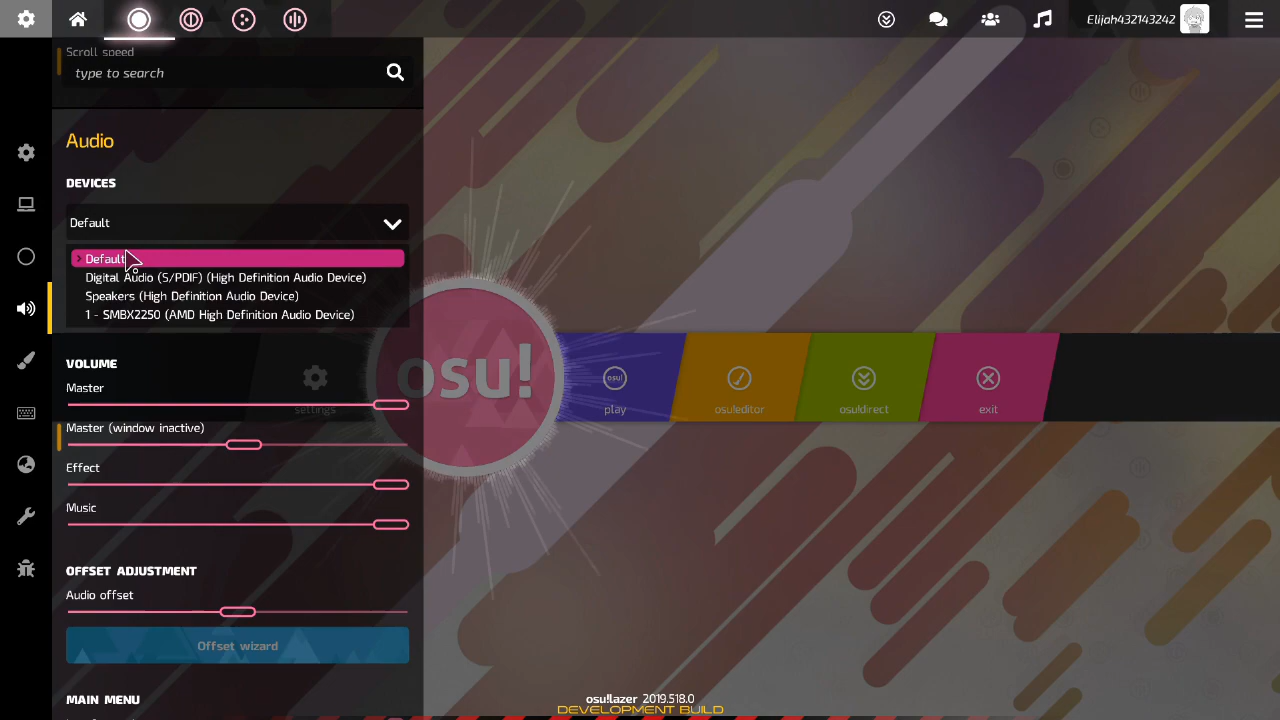 Elijah432143242
Scroll speed
type to search
Audio
DEVICES
Default
Default
Digital Audio (S/PDIF) (High Definition Audio Device)
Speakers (High Definition Audio Device)
1 - SMBX2250 (AMD High Definition Audio Device)
VOLUME
Master
Master (window inactive)
Effect
Music
OFFSET ADJUSTMENT
Audio offset
Offset wizard
MAIN MENU
settings
osu!
osu!
play
osu!editor
osu!direct
exit
osu!lazer 2019.518.0
DEVELOPMENT BUILD